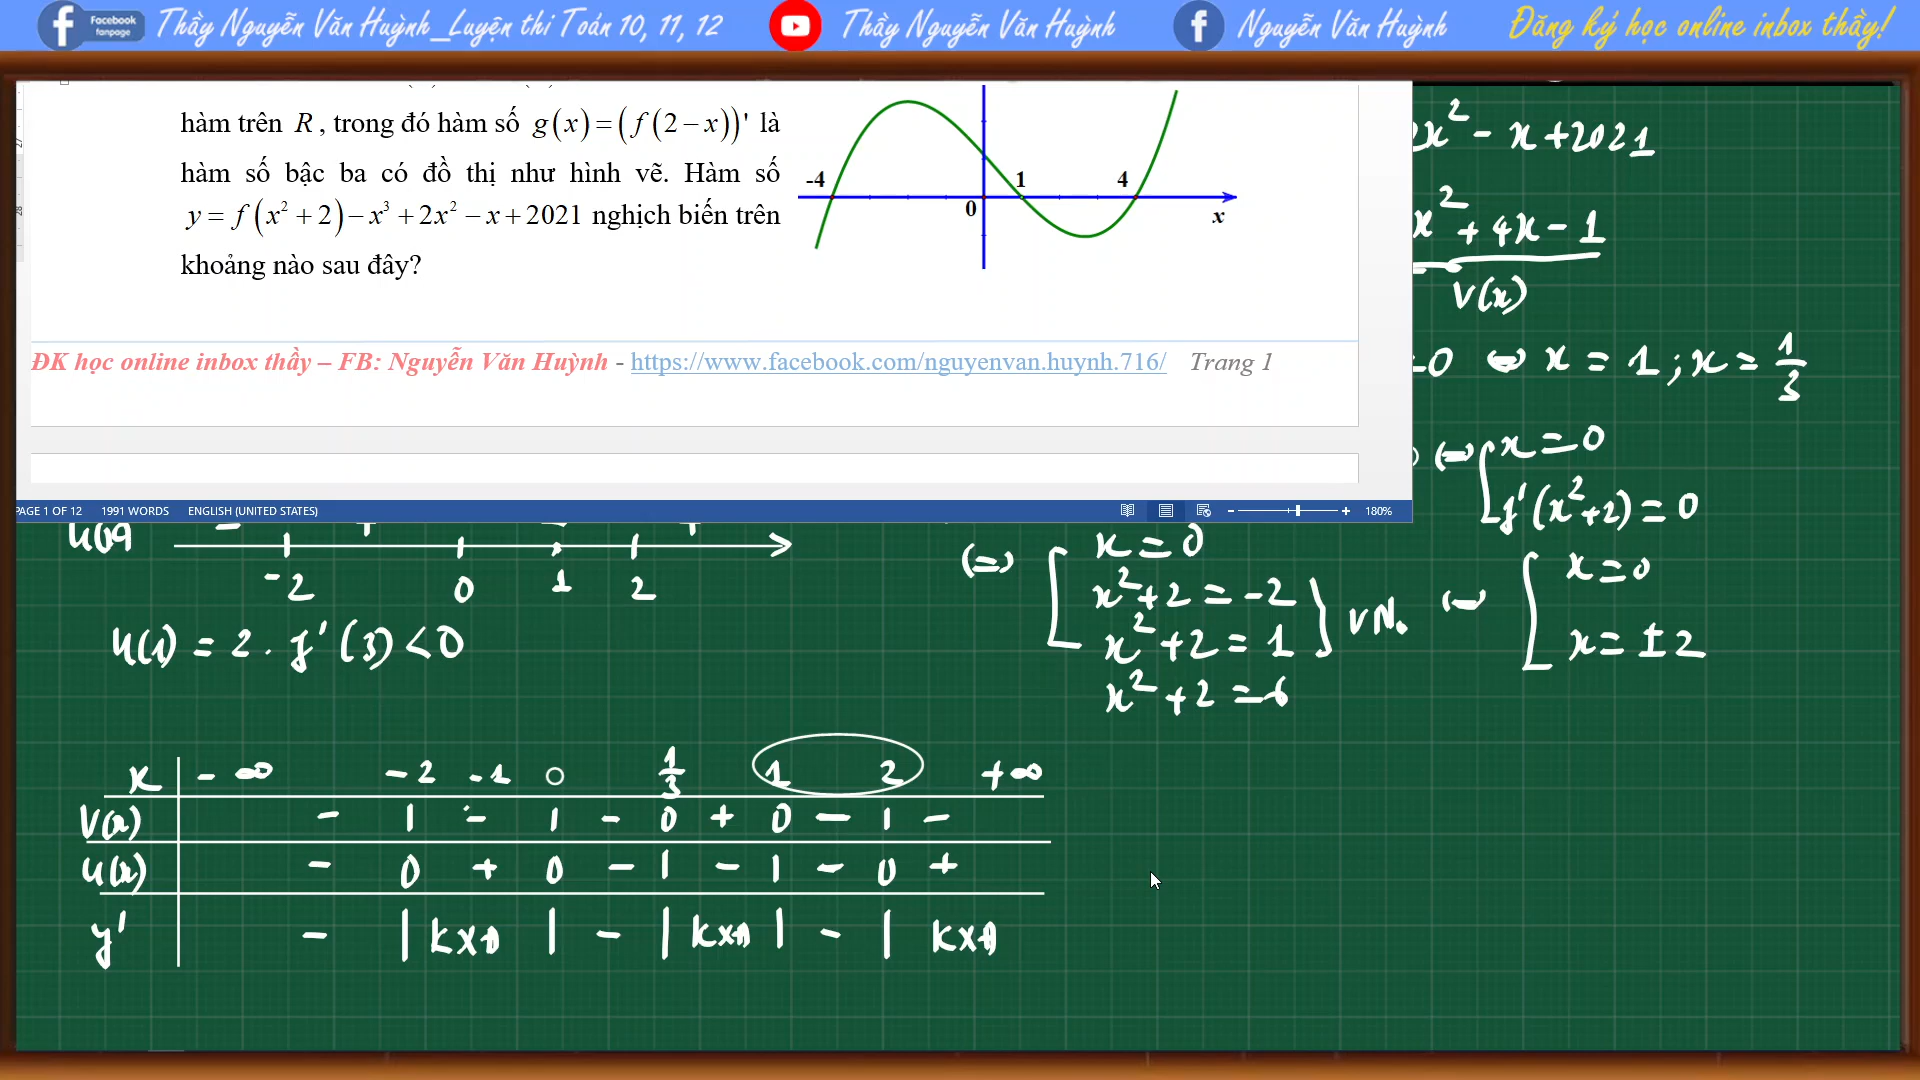 Facebook fanpage Thầy Nguyễn Văn Huỳnh_Luyện thi Toán 10, 11, 12 Thầy Nguyễn Văn Huỳnh Nguyễn Văn Huỳnh Đăng ký học online inbox thầy!
hàm trên R, trong đó hàm số g(x)=(f(2−x))' là
hàm số bậc ba có đồ thị như hình vẽ. Hàm số
y = f(x²+2)−x³+2x²−x+2021 nghịch biến trên
khoảng nào sau đây?
-4 0 1 4 x
ĐK học online inbox thầy – FB: Nguyễn Văn Huỳnh - https://www.facebook.com/nguyenvan.huynh.716/ Trang 1
PAGE 1 OF 12 1991 WORDS ENGLISH (UNITED STATES) 180%
2x² - x + 2021
x² + 4x - 1
V(x)
=0 ⇔ x = 1 ; x = 1/3
⇔ [ x = 0
f'(x²+2) = 0
-2 0 1 2
u(1) = 2 . f'(3) < 0
⇔ [ x = 0
x²+2 = -2
x²+2 = 1 } VN.
x²+2 = 6
⇔ [ x = 0
x = ±2
x | -∞ -2 -1 0 1/3 1 2 +∞
V(x) | - | - | - 0 + 0 - | -
u(x) | - 0 + 0 - | - | - 0 +
y' | - | kxđ | - | kxđ | - | kxđ